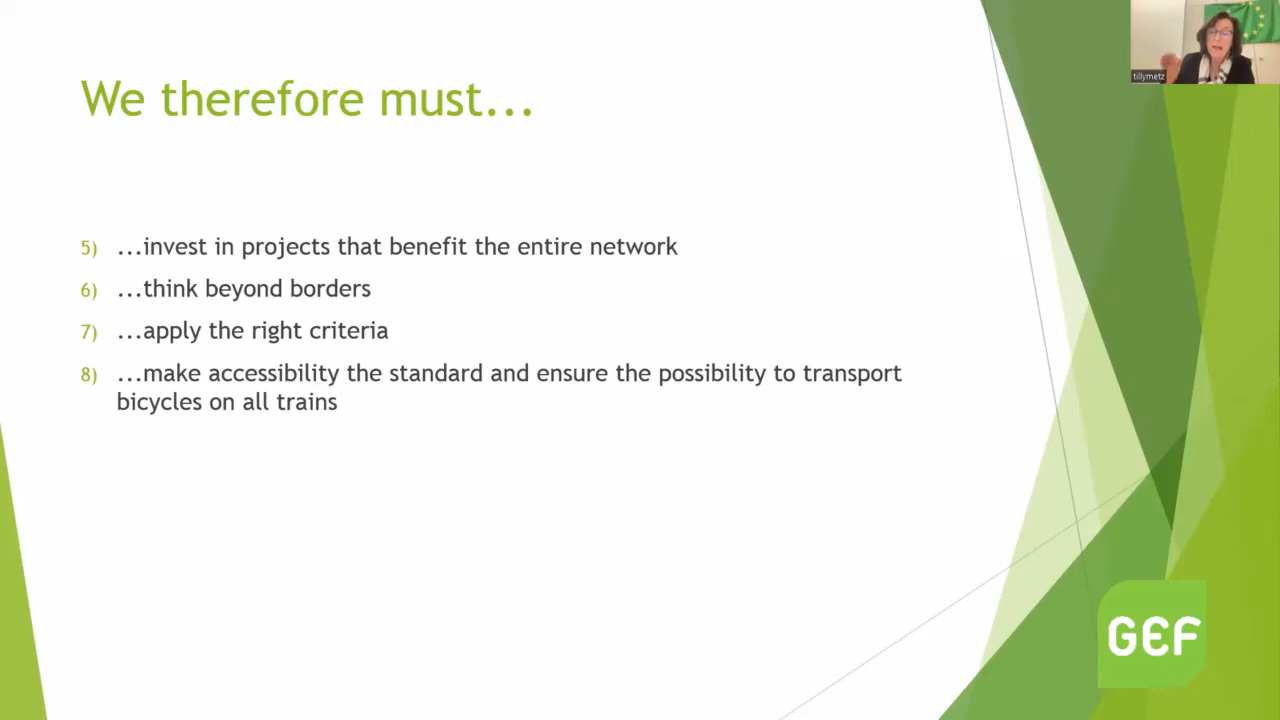 tillymetz
We therefore must...
5) ...invest in projects that benefit the entire network
6) ...think beyond borders
7) ...apply the right criteria
8) ...make accessibility the standard and ensure the possibility to transport
bicycles on all trains
GEF